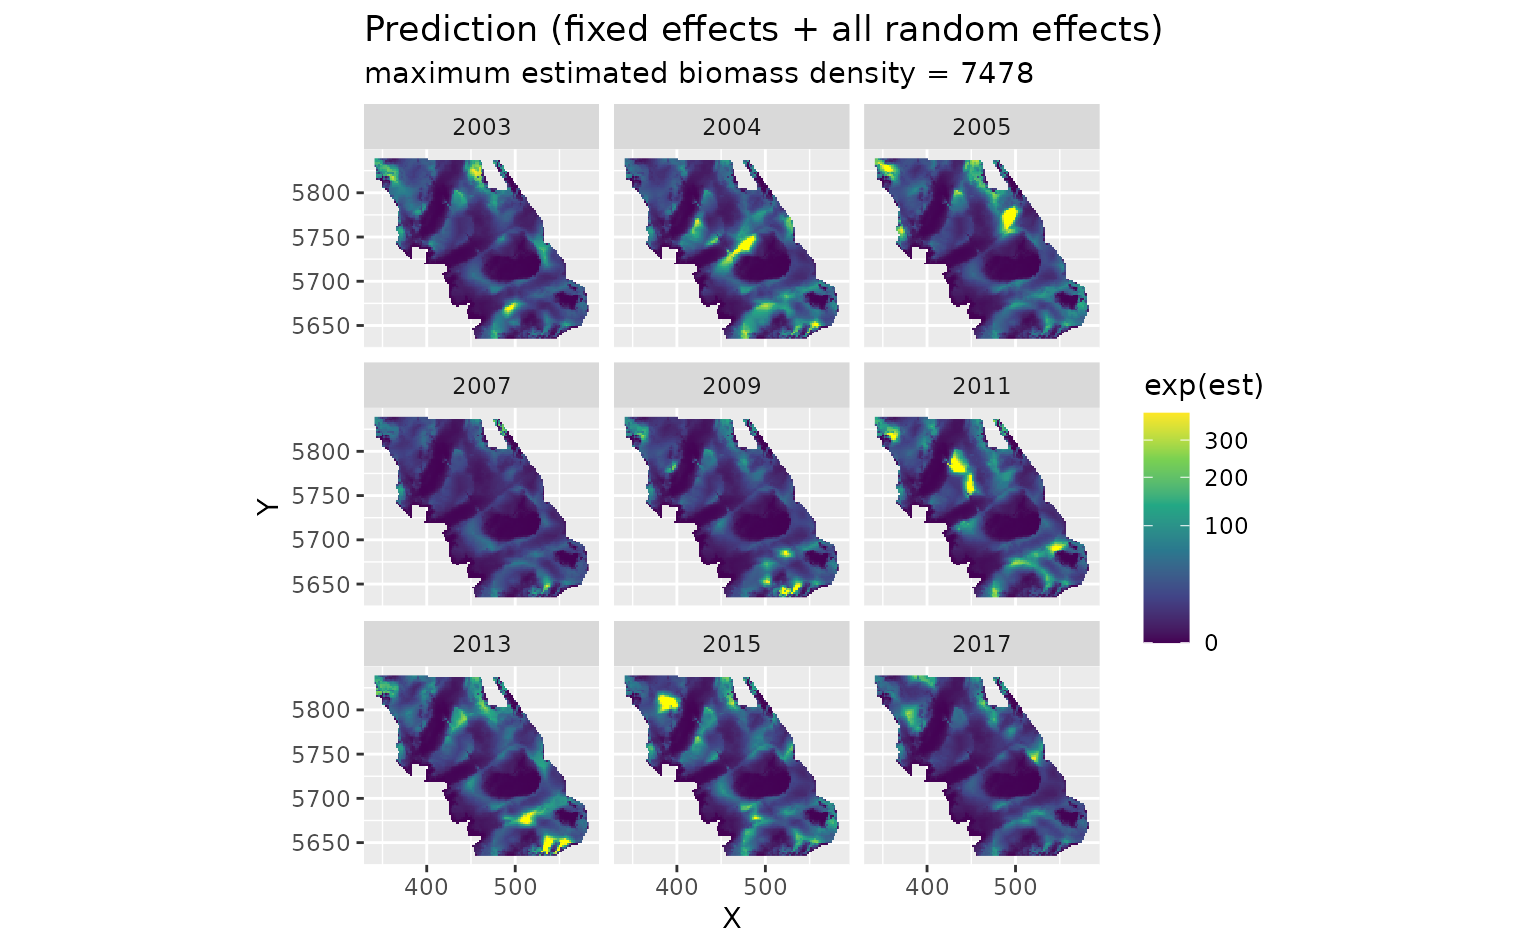 Prediction (fixed effects + all random effects)
maximum estimated biomass density = 7478
2003 2004 2005
5800
5750
5700
5650
2007 2009 2011
5800
5750
5700
5650
2013 2015 2017
5800
5750
5700
5650
400 500 400 500 400 500
X
Y
exp(est)
300
200
100
0